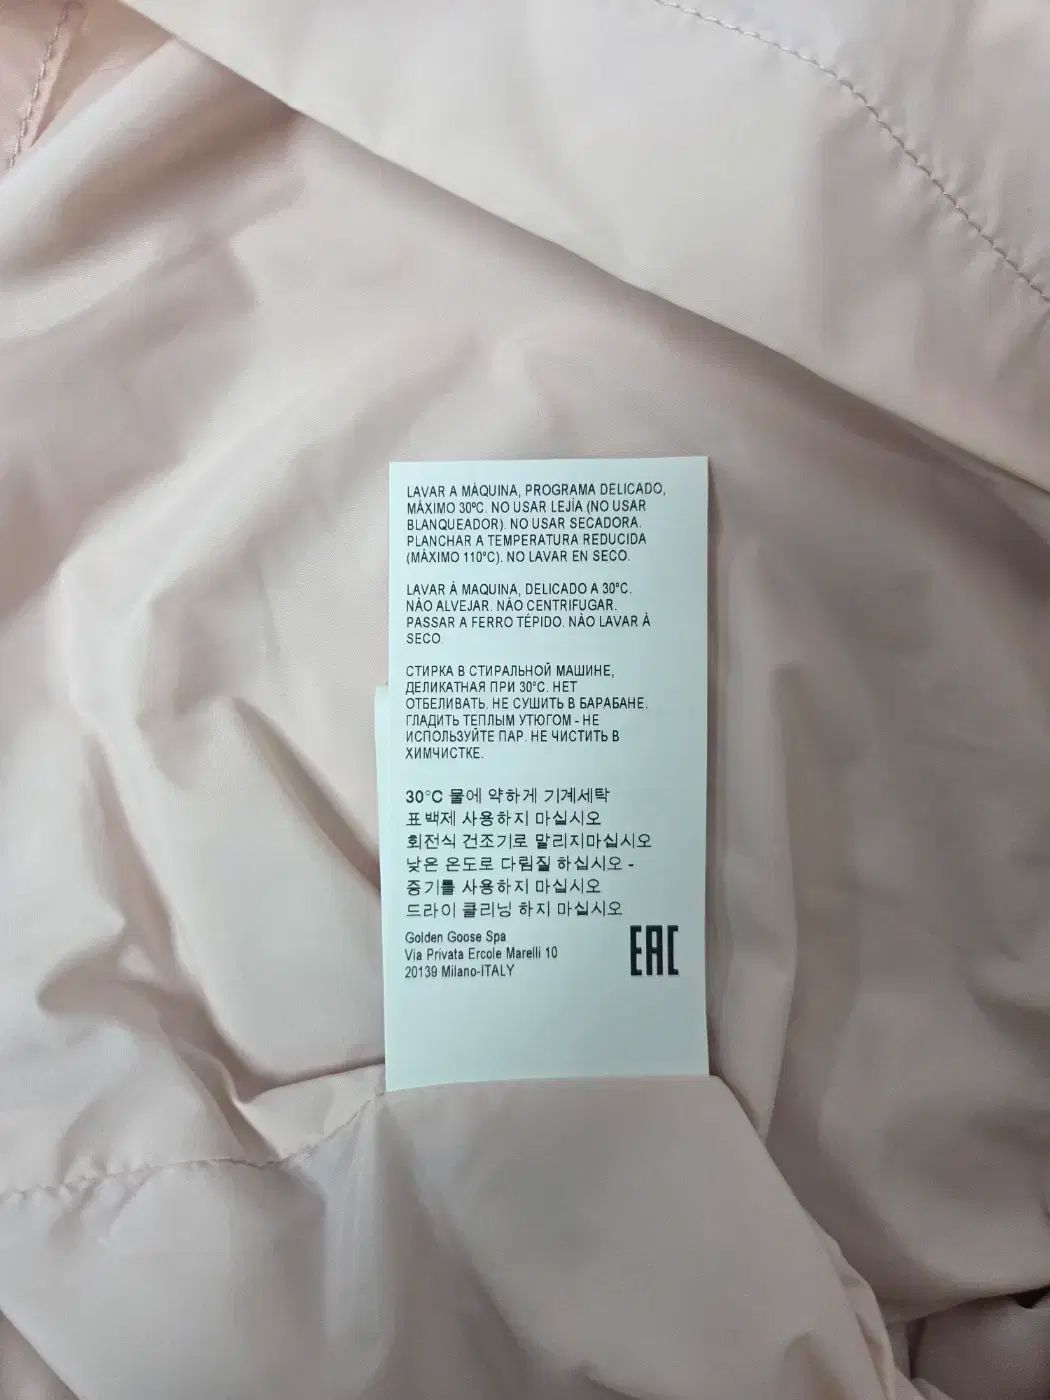 LAVAR A MÁQUINA, PROGRAMA DELICADO,
MÁXIMO 30ºC. NO USAR LEJÍA (NO USAR
BLANQUEADOR). NO USAR SECADORA.
PLANCHAR A TEMPERATURA REDUCIDA
(MÁXIMO 110°C). NO LAVAR EN SECO.
LAVAR À MAQUINA, DELICADO A 30°C.
NÃO ALVEJAR. NÃO CENTRIFUGAR.
PASSAR A FERRO TÉPIDO. NÃO LAVAR À
SECO.
СТИРКА В СТИРАЛЬНОЙ МАШИНЕ,
ДЕЛИКАТНАЯ ПРИ 30°C. НЕТ
ОТБЕЛИВАТЬ. НЕ СУШИТЬ В БАРАБАНЕ.
ГЛАДИТЬ ТЕПЛЫМ УТЮГОМ - НЕ
ИСПОЛЬЗУЙТЕ ПАР. НЕ ЧИСТИТЬ В
ХИМЧИСТКЕ.
30°C 물에 약하게 기계세탁
표백제 사용하지 마십시오
회전식 건조기로 말리지마십시오
낮은 온도로 다림질 하십시오 -
증기를 사용하지 마십시오
드라이 클리닝 하지 마십시오
Golden Goose Spa
Via Privata Ercole Marelli 10
20139 Milano-ITALY
EAC